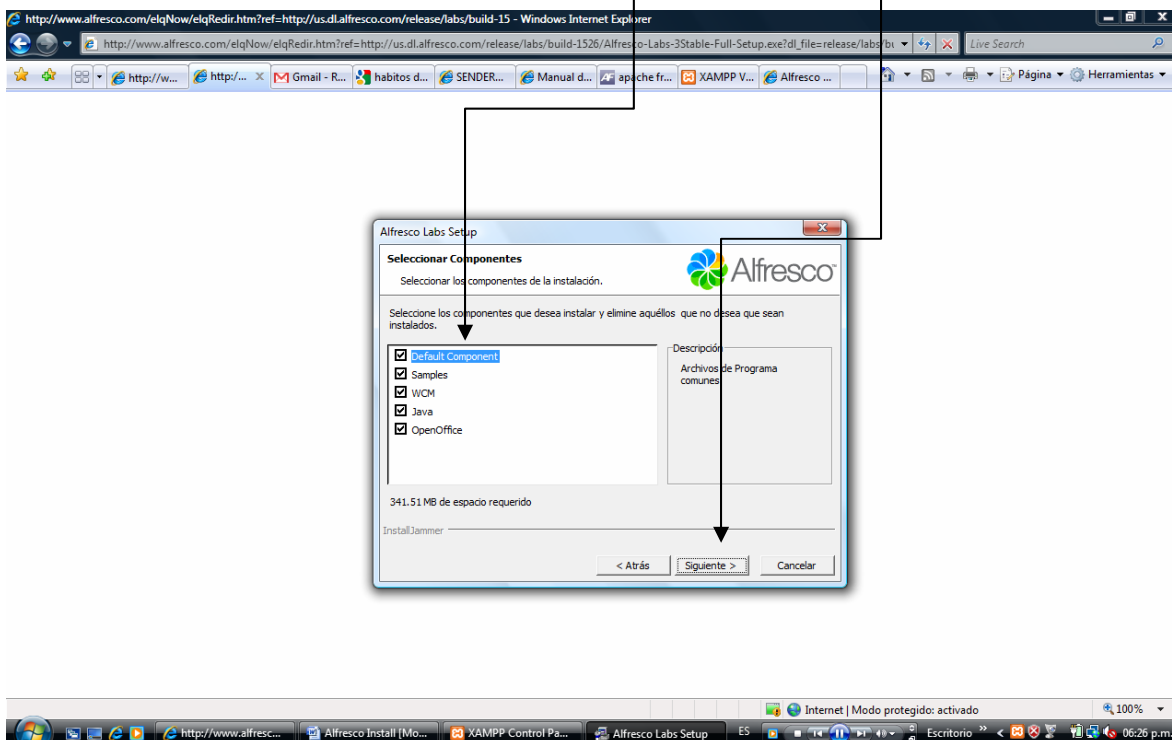 http://www.alfresco.com/elqNow/elqRedir.htm?ref=http://us.dl.alfresco.com/release/labs/build-15 - Windows Internet Explorer
http://www.alfresco.com/elqNow/elqRedir.htm?ref=http://us.dl.alfresco.com/release/labs/build-1526/Alfresco-Labs-3Stable-Full-Setup.exe?dl_file=release/labs/bu
Live Search
http://w... http:/... Gmail - R... habitos d... SENDER... Manual d... apache fr... XAMPP V... Alfresco ... Página Herramientas
Alfresco Labs Setup
Seleccionar Componentes
Seleccionar los componentes de la instalación.
Alfresco
Seleccione los componentes que desea instalar y elimine aquéllos que no desea que sean
instalados.
Default Component
Samples
WCM
Java
OpenOffice
Descripción
Archivos de Programa
comunes
341.51 MB de espacio requerido
InstallJammer
< Atrás Siguiente > Cancelar
Internet | Modo protegido: activado 100%
http://www.alfresc... Alfresco Install [Mo... XAMPP Control Pa... Alfresco Labs Setup ES Escritorio 06:26 p.m.